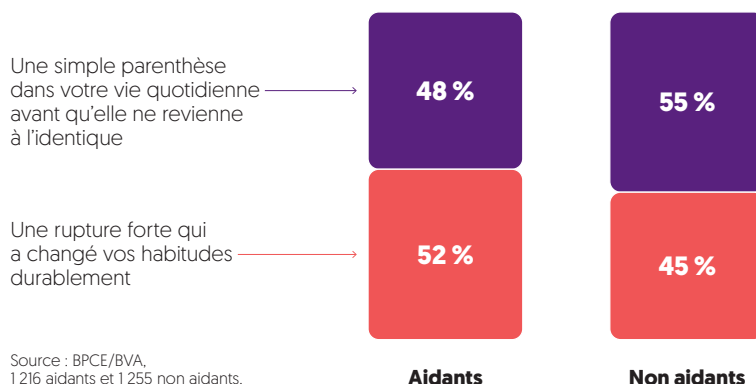 Une simple parenthèse
dans votre vie quotidienne
avant qu'elle ne revienne
à l'identique
48 %
55 %
Une rupture forte qui
a changé vos habitudes
durablement
52 %
45 %
Source : BPCE/BVA,
1 216 aidants et 1 255 non aidants.
Aidants
Non aidants